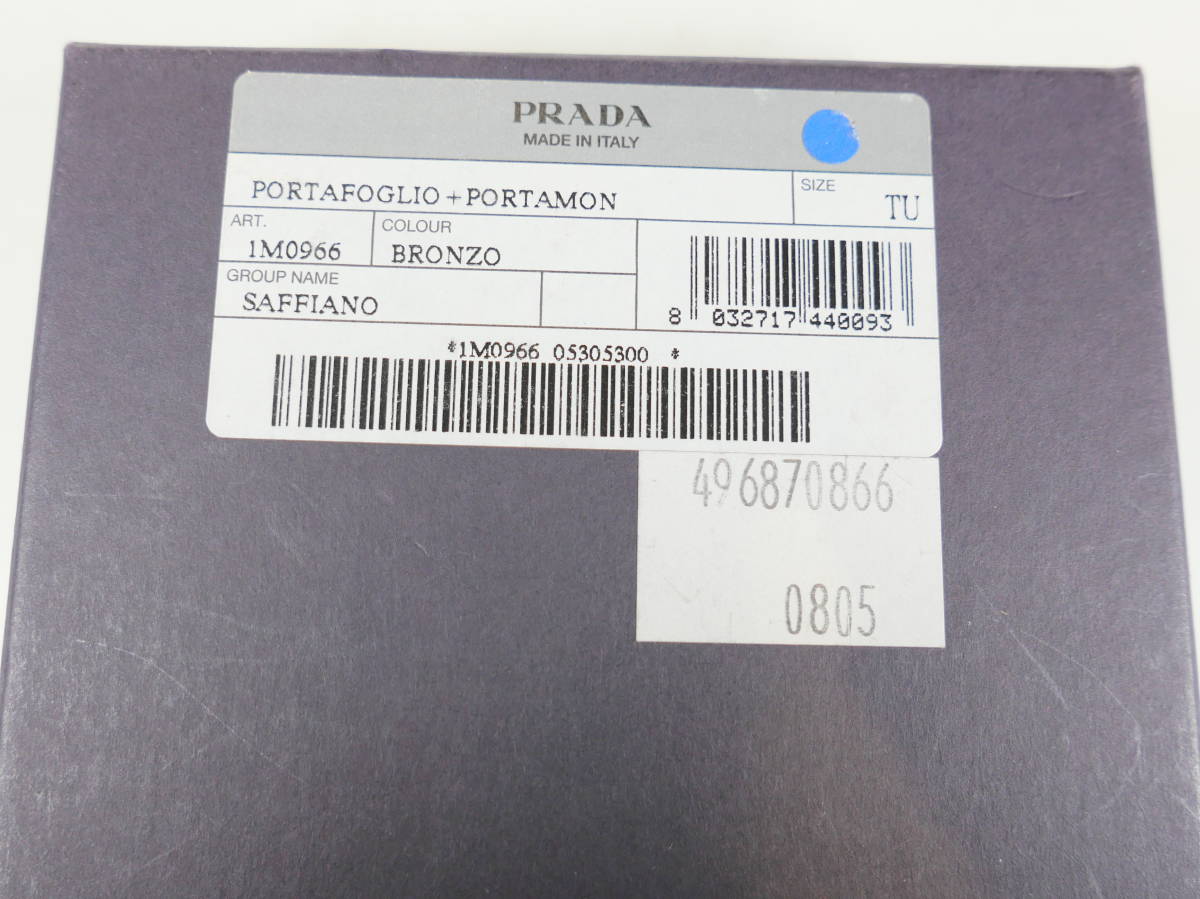 PRADA
MADE IN ITALY
PORTAFOGLIO+PORTAMON
SIZE
TU
ART.
1M0966
COLOUR
BRONZO
GROUP NAME
SAFFIANO
8 032717 440093
*1M0966 05305300 *
496870866
0805